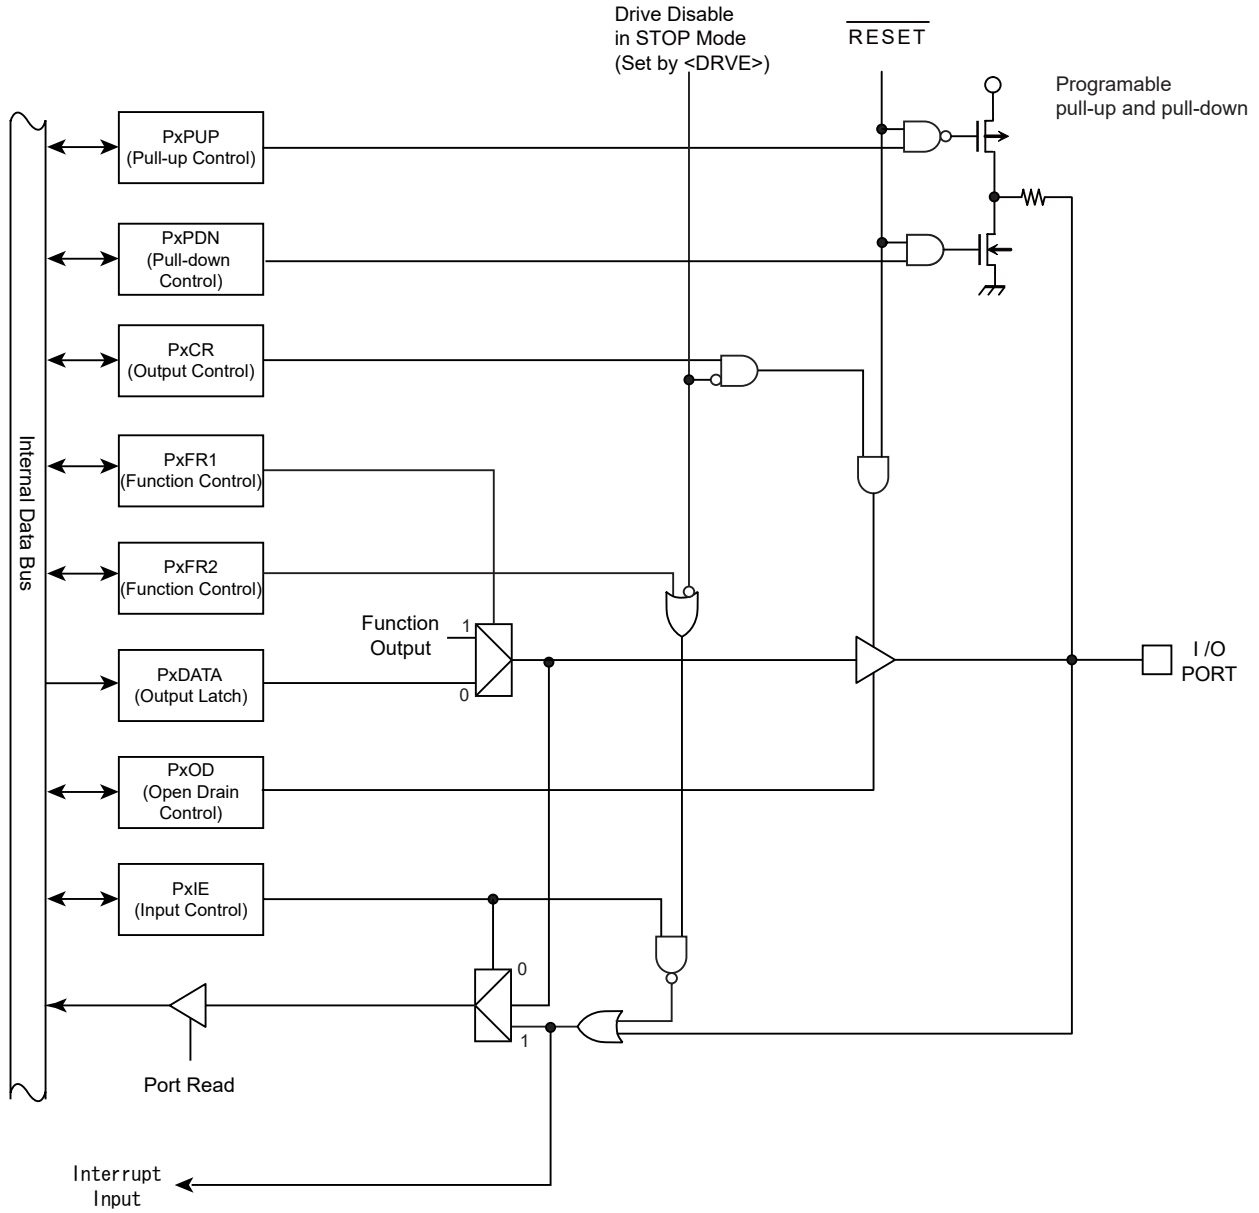 Drive Disable
in STOP Mode
(Set by <DRVE>)
RESET
Programable
pull-up and pull-down
PxPUP
(Pull-up Control)
PxPDN
(Pull-down
Control)
PxCR
(Output Control)
Internal Data Bus
PxFR1
(Function Control)
PxFR2
(Function Control)
Function
Output
1
0
I /O
PORT
PxDATA
(Output Latch)
PxOD
(Open Drain
Control)
PxIE
(Input Control)
0
1
Port Read
Interrupt
Input